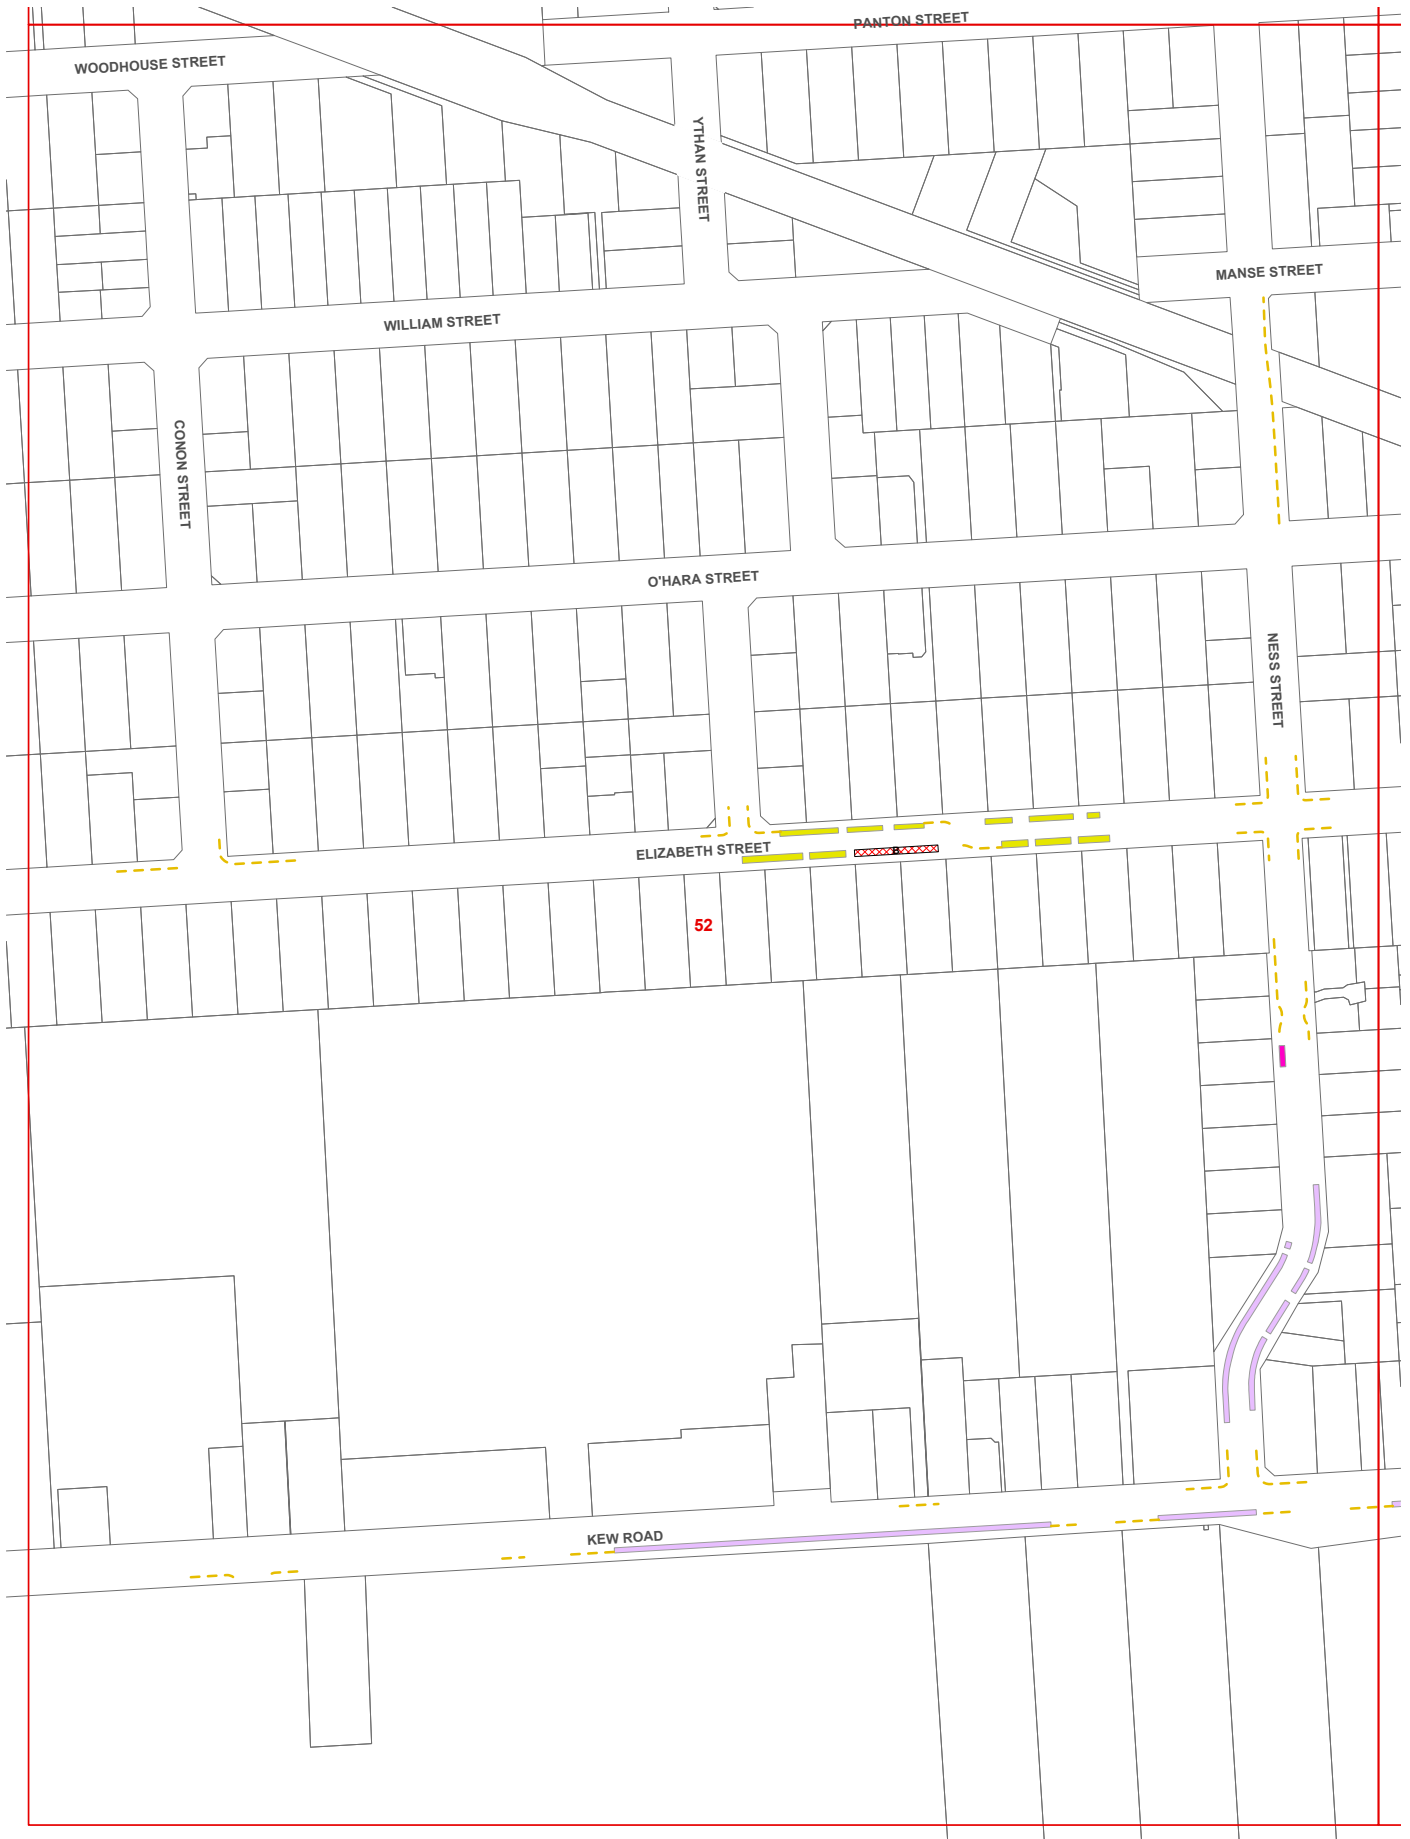 PANTON STREET
WOODHOUSE STREET
YTHAN STREET
MANSE STREET
WILLIAM STREET
CONON STREET
O'HARA STREET
NESS STREET
ELIZABETH STREET
B
52
KEW ROAD